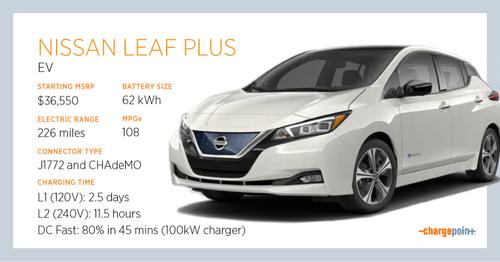 NISSAN LEAF PLUS
EV
STARTING MSRP
$36,550
BATTERY SIZE
62 kWh
ELECTRIC RANGE
226 miles
MPGe
108
CONNECTOR TYPE
J1772 and CHAdeMO
CHARGING TIME
L1 (120V): 2.5 days
L2 (240V): 11.5 hours
DC Fast: 80% in 45 mins (100kW charger)
NISSAN
-chargepoin+-